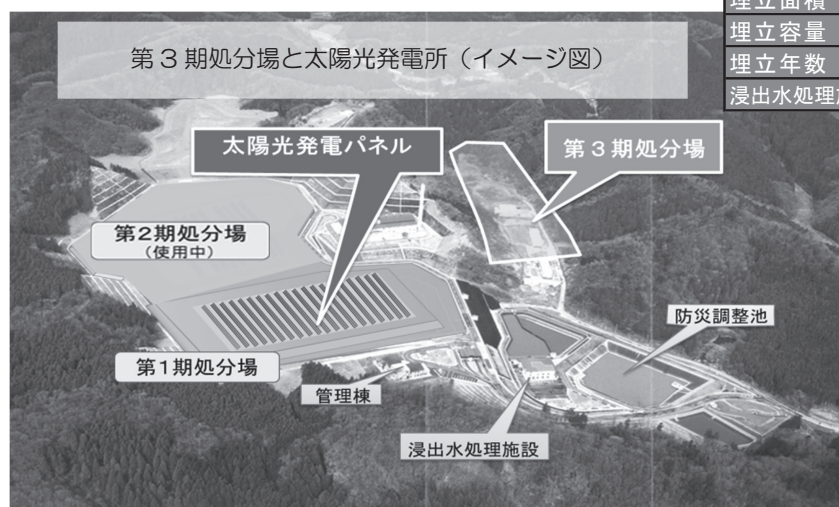 埋立面積
埋立容量
埋立年数
浸出水処理
第3期処分場と太陽光発電所（イメージ図）
太陽光発電パネル
第3期処分場
第2期処分場
（使用中）
第1期処分場
防災調整池
管理棟
浸出水処理施設